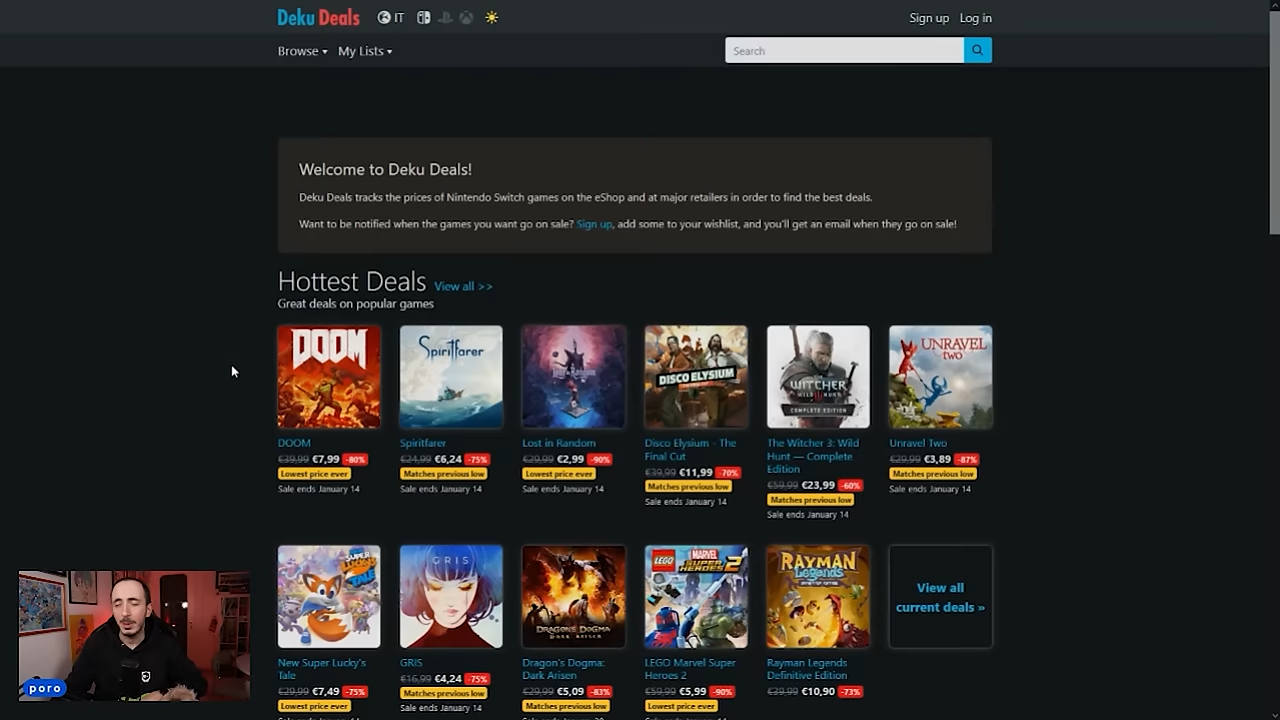 Deku Deals
IT
Sign up Log in
Browse My Lists
Search
Welcome to Deku Deals!
Deku Deals tracks the prices of Nintendo Switch games on the eShop and at major retailers in order to find the best deals.
Want to be notified when the games you want go on sale? Sign up, add some to your wishlist, and you'll get an email when they go on sale!
Hottest Deals View all >>
Great deals on popular games
DOOM
Spiritfarer
DISCO ELYSIUM
THE WITCHER 3
WILD HUNT
COMPLETE EDITION
UNRAVEL TWO
DOOM
€39,99 €7,99 -80%
Lowest price ever
Sale ends January 14
Spiritfarer
€24,99 €6,24 -75%
Matches previous low
Sale ends January 14
Lost in Random
€29,99 €2,99 -90%
Lowest price ever
Sale ends January 14
Disco Elysium - The
Final Cut
€39,99 €11,99 -70%
Matches previous low
Sale ends January 14
The Witcher 3: Wild
Hunt — Complete
Edition
€59,99 €23,99 -60%
Matches previous low
Sale ends January 14
Unravel Two
€29,99 €3,89 -87%
Matches previous low
Sale ends January 14
SUPER LUCKY'S TALE
GRIS
DRAGON'S DOGMA
DARK ARISEN
LEGO MARVEL
SUPER HEROES 2
RAYMAN
Legends
View all
current deals »
New Super Lucky's
Tale
€29,99 €7,49 -75%
Lowest price ever
GRIS
€16,99 €4,24 -75%
Matches previous low
Sale ends January 14
Dragon's Dogma:
Dark Arisen
€29,99 €5,09 -83%
Matches previous low
LEGO Marvel Super
Heroes 2
€59,99 €5,99 -90%
Lowest price ever
Rayman Legends
Definitive Edition
€39,99 €10,90 -73%
poro